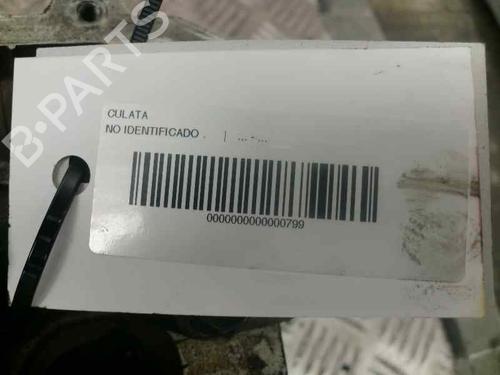 B-PARTS
CULATA
NO IDENTIFICADO . | ... - ...
0000000000000799